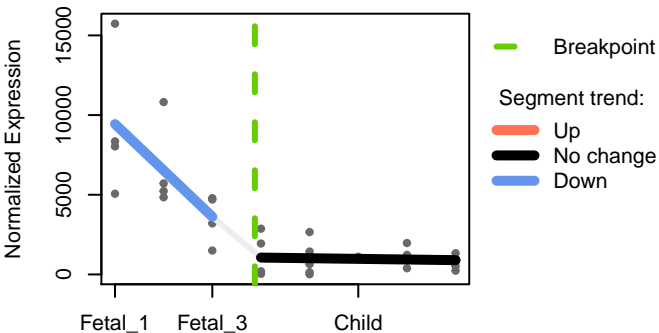 Normalized Expression
15000
10000
5000
0
Fetal_1
Fetal_3
Child
Breakpoint
Segment trend:
Up
No change
Down